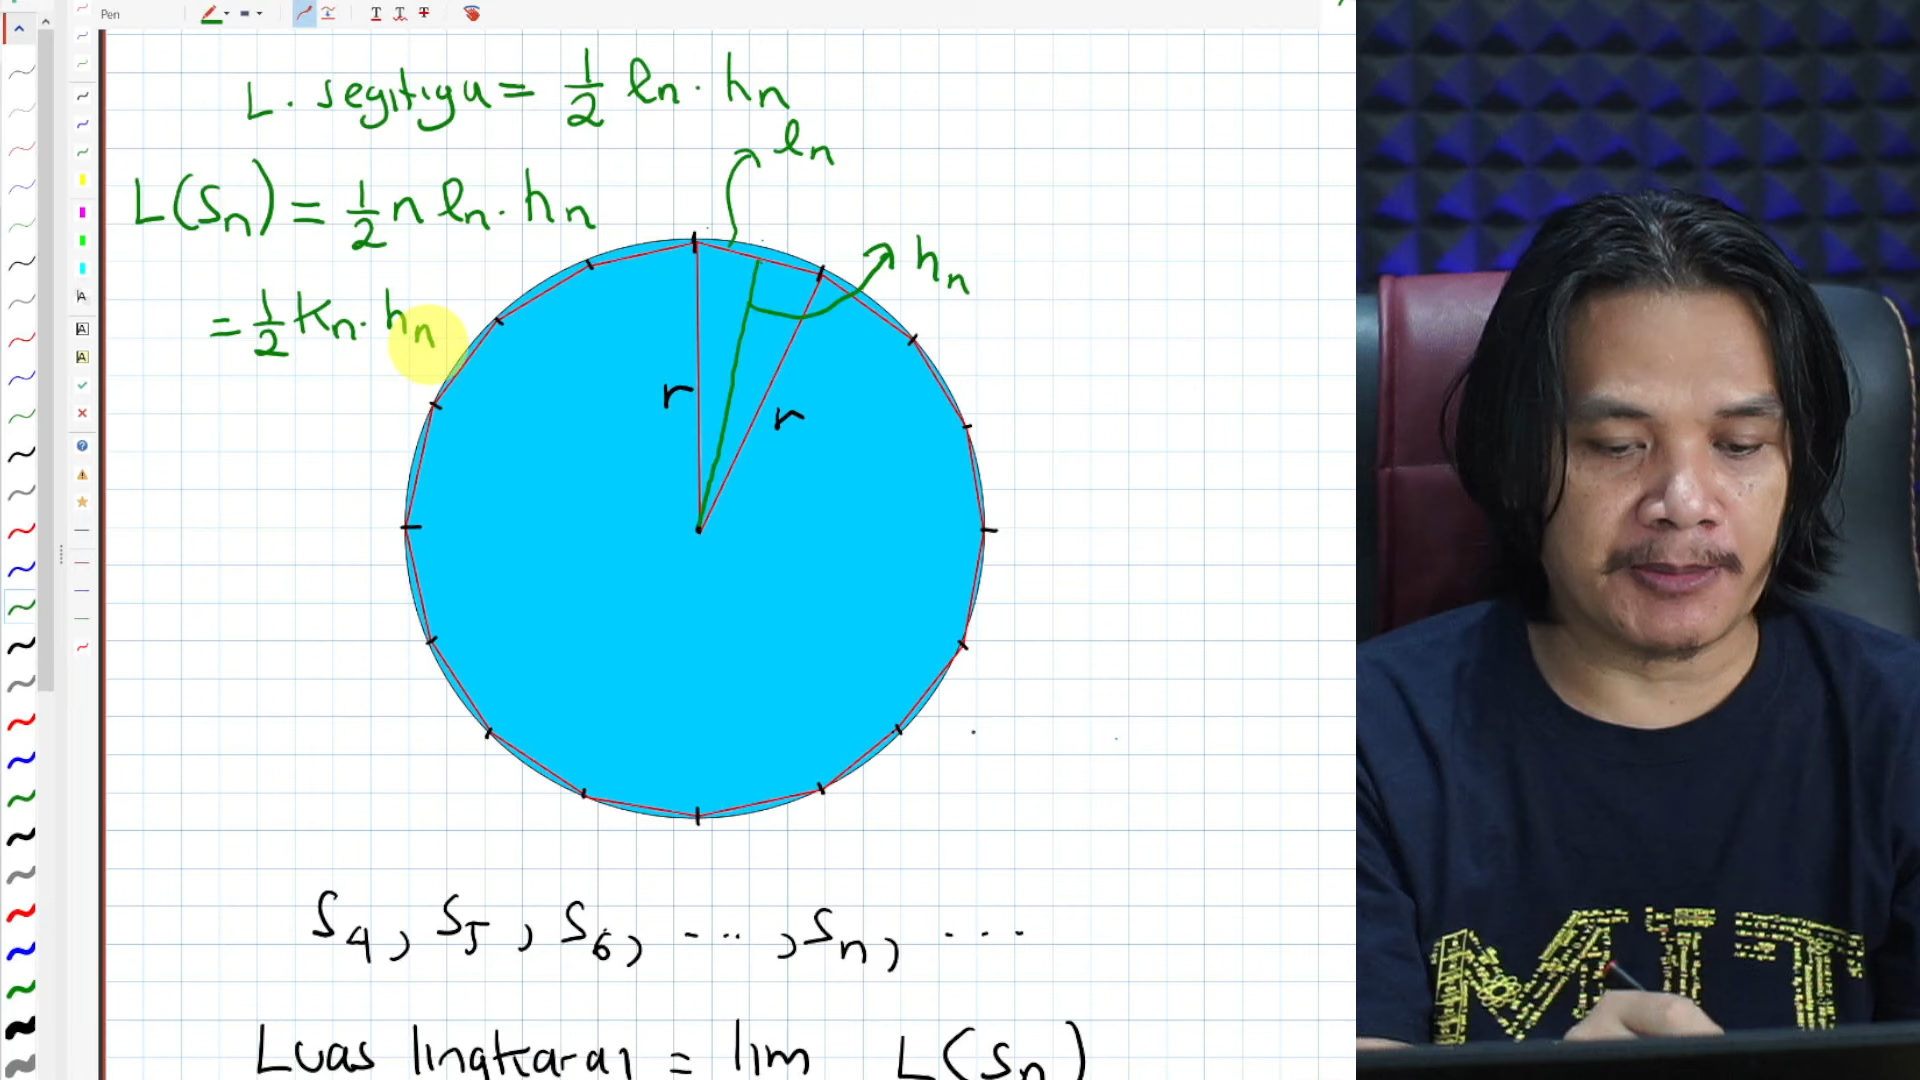 Pen
L. segitiga = 1/2 ln · hn
ln
L(Sn) = 1/2 n ln · hn
hn
= 1/2 Kn · hn
r
r
S4, S5, S6, ..., Sn, ...
Luas lingkaran = lim L(Sn)
MIT